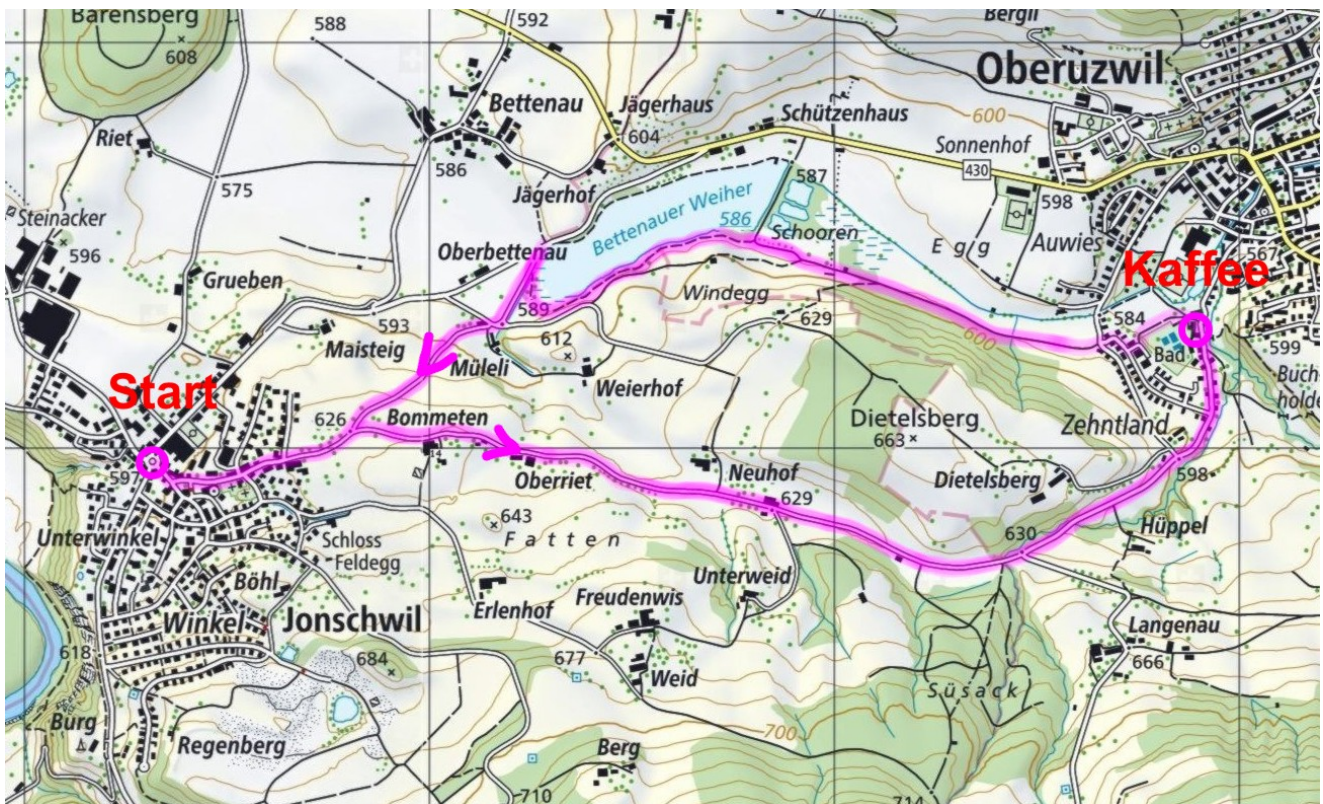 Bärensberg
608
588
592
Bergli
Oberuzwil
Riet
Bettenau
586
Jägerhaus
604
Schützenhaus
600
Sonnenhof
430
575
Jägerhof
587
598
Steinacker
596
Bettenauer Weiher
586
Schooren
Egg
Auwies
567
Oberbettenau
Grueben
Kaffee
593
589
Windegg
584
Maisteig
612
629
600
Bad
599
Müleli
Weierhof
Buch-
holde
Start
626
Bommeten
Dietelsberg
663
Zehntland
597
14
Oberriet
Neuhof
629
Dietelsberg
598
643
Fatten
630
Hüppel
Unterwinkel
Schloss
Feldegg
Böhl
Unterweid
Erlenhof
Freudenwis
Winkel
Jonschwil
Langenau
618
684
677
Weid
666
Süsack
Burg
Regenberg
700
Berg
710
714